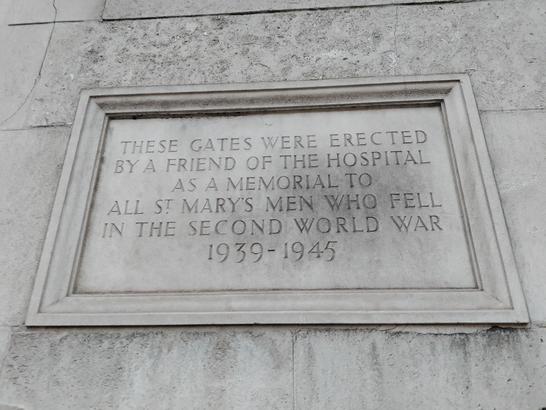 THESE GATES WERE ERECTED
BY A FRIEND OF THE HOSPITAL
AS A MEMORIAL TO
ALL ST MARY'S MEN WHO FELL
IN THE SECOND WORLD WAR
1939-1945